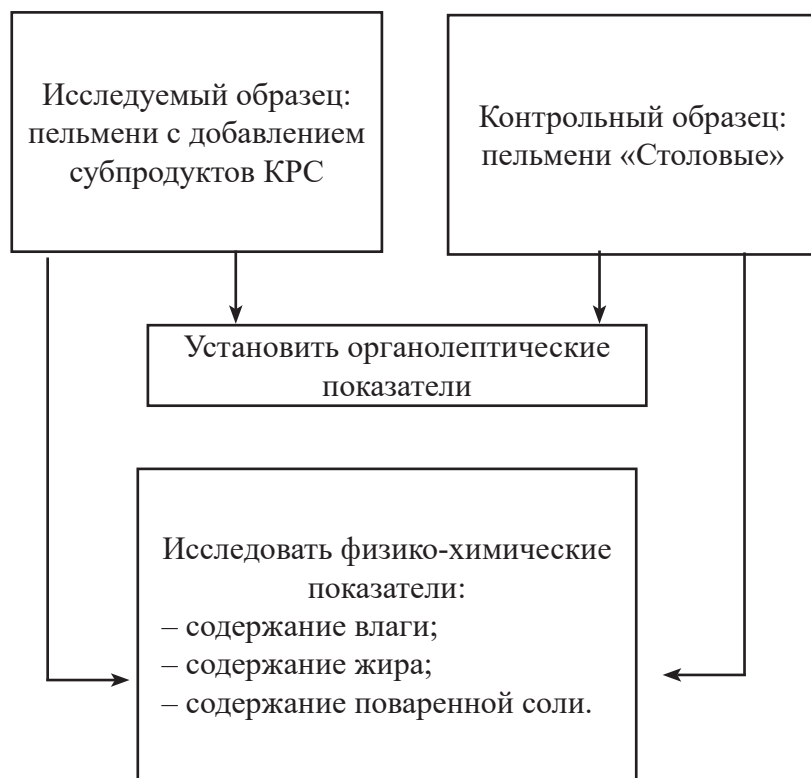 Исследуемый образец:
пельмени с добавлением
субпродуктов КРС
Контрольный образец:
пельмени «Столовые»
Установить органолептические
показатели
Исследовать физико-химические
показатели:
– содержание влаги;
– содержание жира;
– содержание поваренной соли.